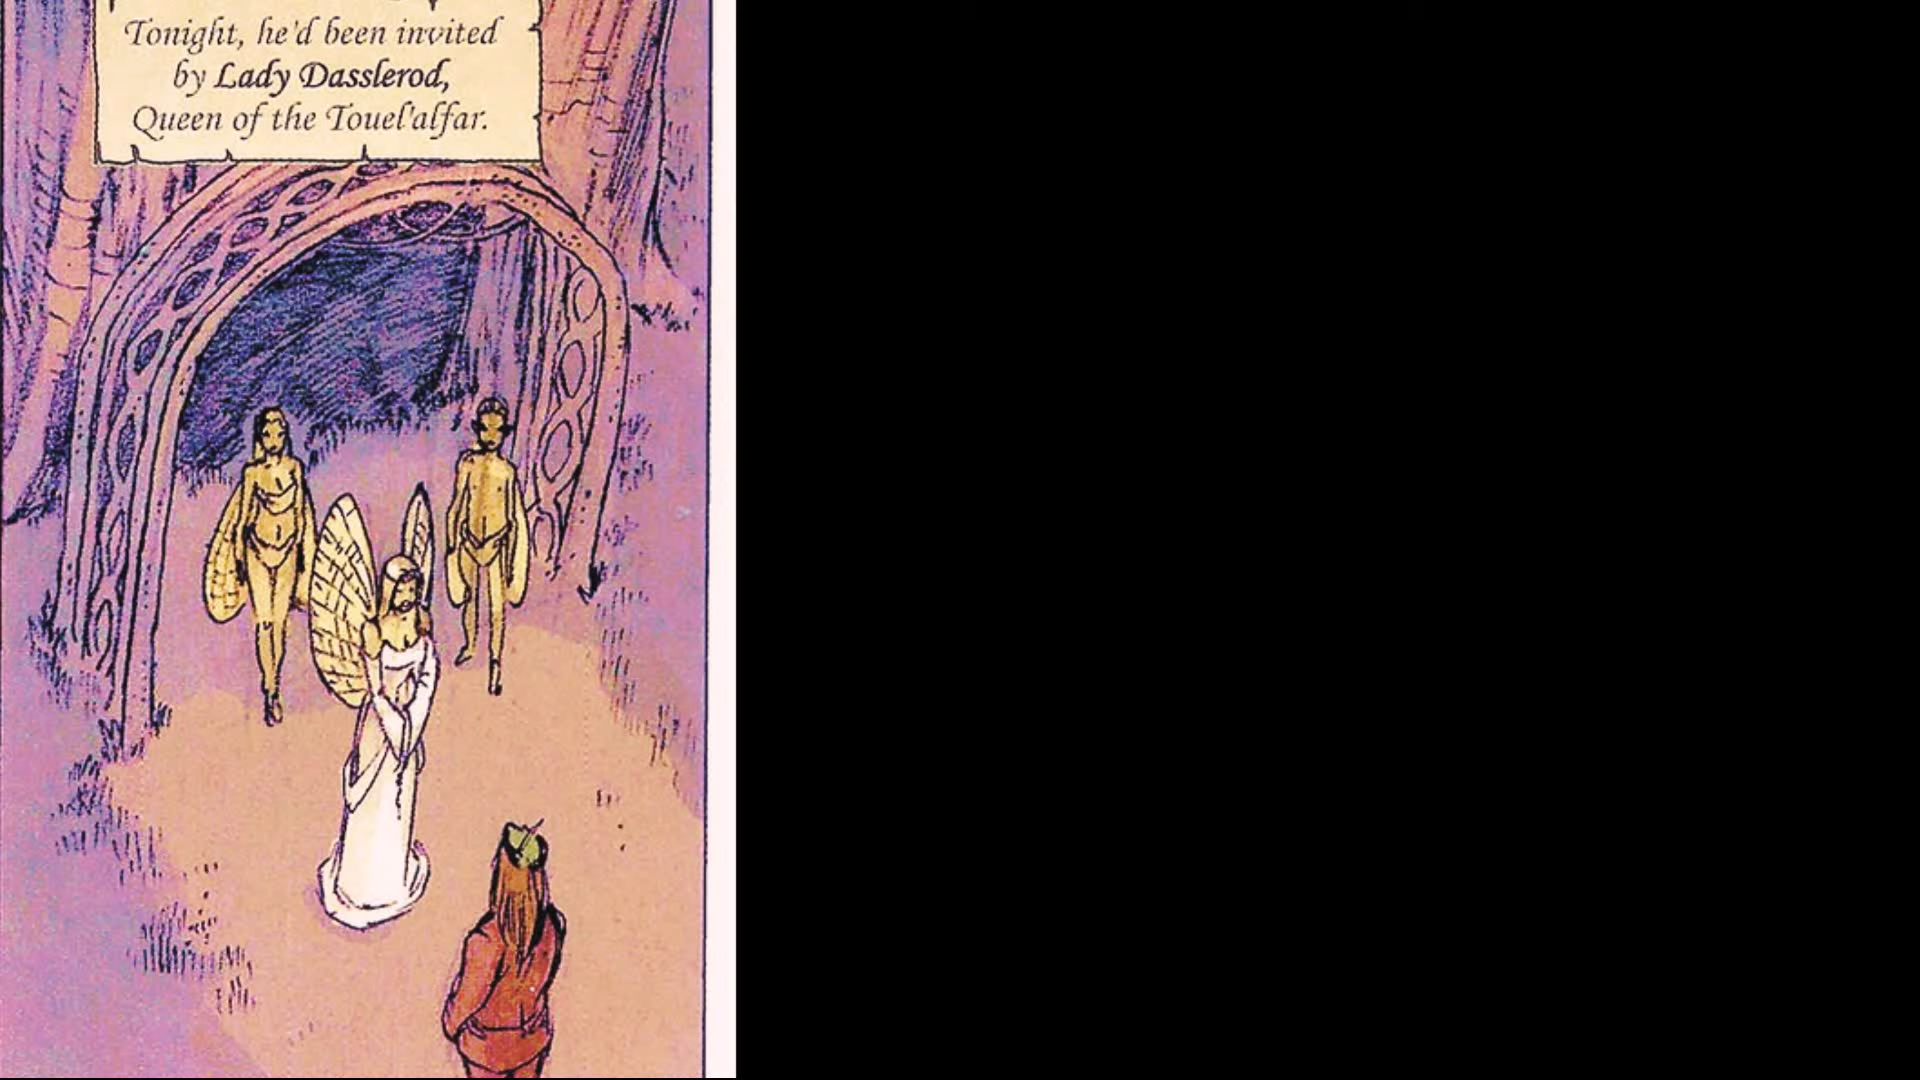 Tonight, he'd been invited
by Lady Dasslerod,
Queen of the Touel'alfar.